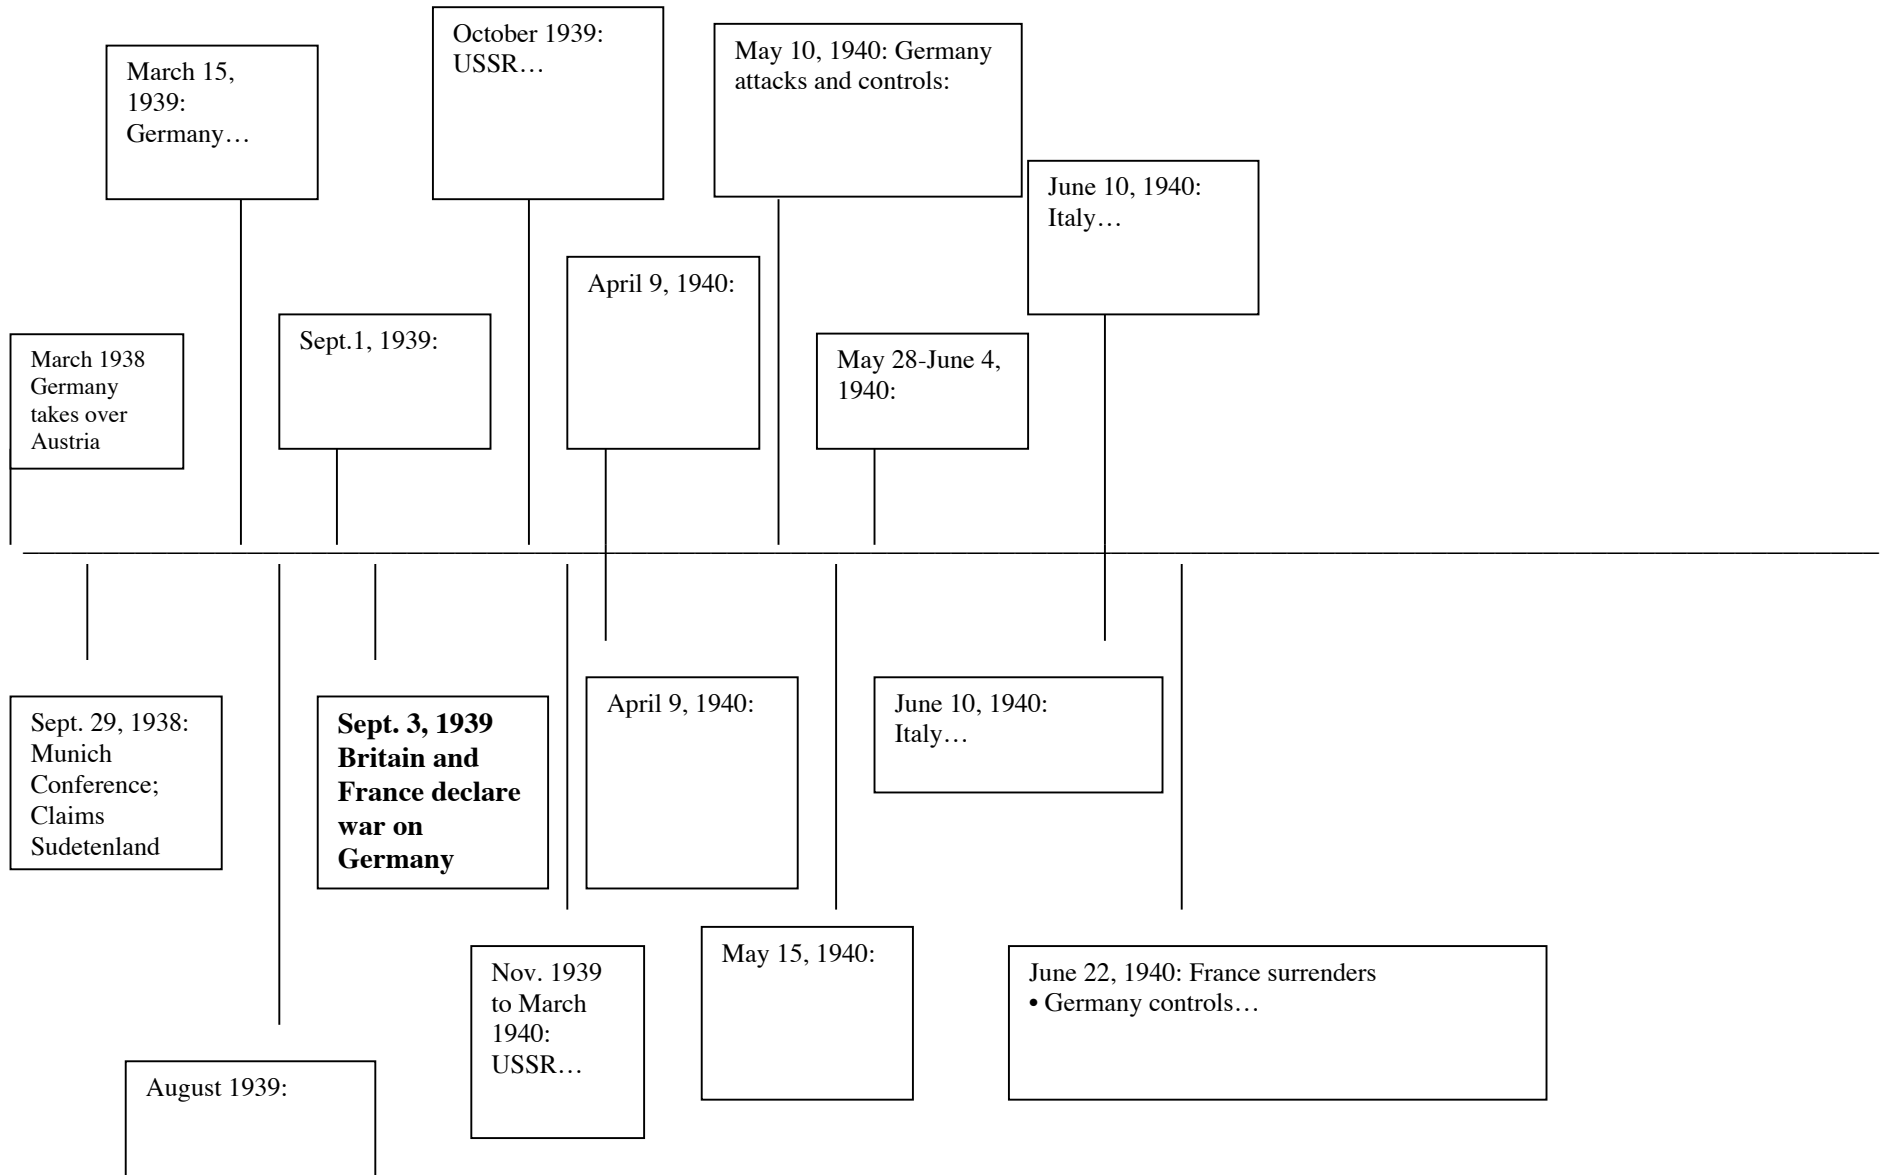 October 1939:
USSR…
May 10, 1940: Germany
attacks and controls:
March 15,
1939:
Germany…
June 10, 1940:
Italy…
April 9, 1940:
Sept.1, 1939:
May 28-June 4,
1940:
March 1938
Germany
takes over
Austria
Sept. 29, 1938:
Munich
Conference;
Claims
Sudetenland
Sept. 3, 1939
Britain and
France declare
war on
Germany
April 9, 1940:
June 10, 1940:
Italy…
Nov. 1939
to March
1940:
USSR…
May 15, 1940:
June 22, 1940: France surrenders
• Germany controls…
August 1939: